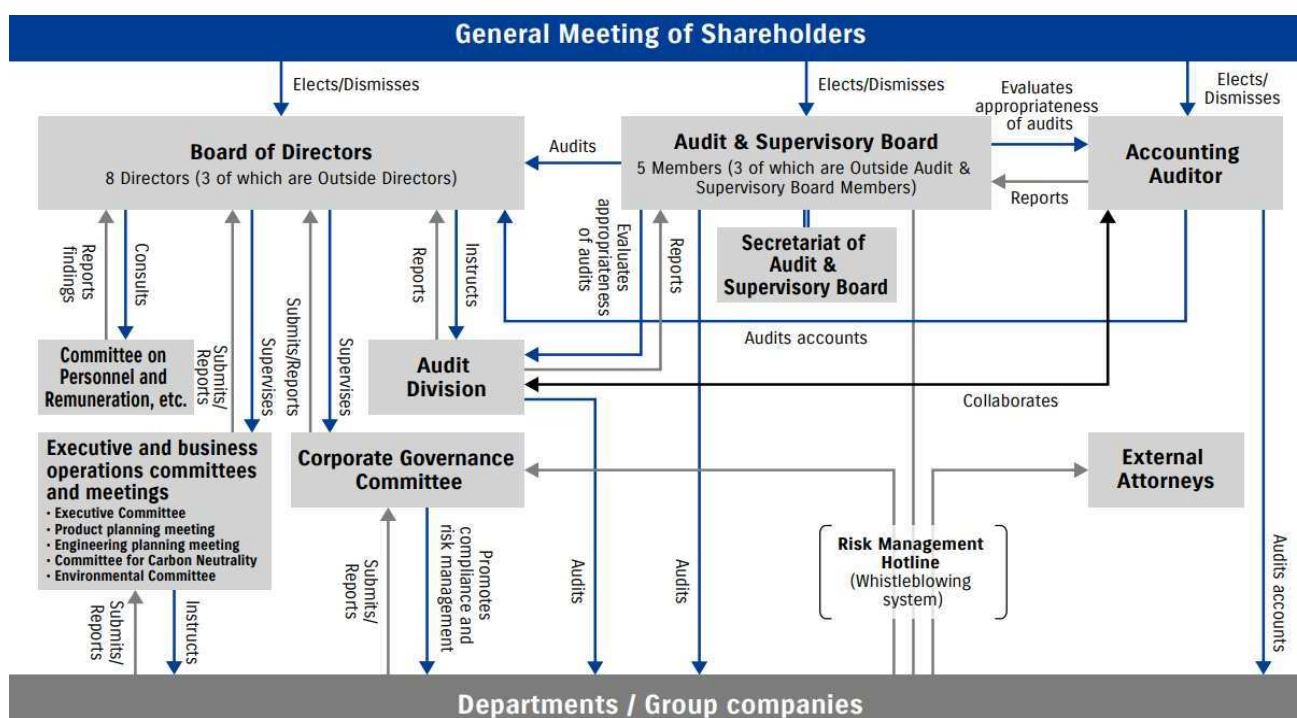 General Meeting of Shareholders
Elects/Dismisses
Elects/Dismisses
Elects/
Dismisses
Evaluates
appropriateness
of audits
Board of Directors
8 Directors (3 of which are Outside Directors)
Audits
Audit & Supervisory Board
5 Members (3 of which are Outside Audit &
Supervisory Board Members)
Accounting
Auditor
Reports
Reports
findings
Consults
Submits/
Reports
Supervises
Submits/Reports
Supervises
Reports
Instructs
Evaluates
appropriateness
of audits
Reports
Secretariat of
Audit &
Supervisory Board
Audits accounts
Committee on
Personnel and
Remuneration, etc.
Audit
Division
Collaborates
Executive and business
operations committees
and meetings
・Executive Committee
・Product planning meeting
・Engineering planning meeting
・Committee for Carbon Neutrality
・Environmental Committee
Corporate Governance
Committee
External
Attorneys
Submits/
Reports
Instructs
Submits/
Reports
Promotes
compliance and
risk management
Audits
Audits
Risk Management
Hotline
(Whistleblowing
system)
Audits accounts
Departments / Group companies